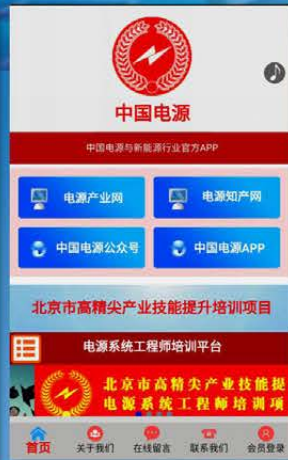 中国电源
中国电源与新能源行业官方APP
电源产业网
电源知产网
中国电源公众号
中国电源APP
北京市高精尖产业技能提升培训项目
电源系统工程师培训平台
北京市高精尖产业技能提
电源系统工程师培训项
首页
关于我们
在线留言
联系我们
会员登录